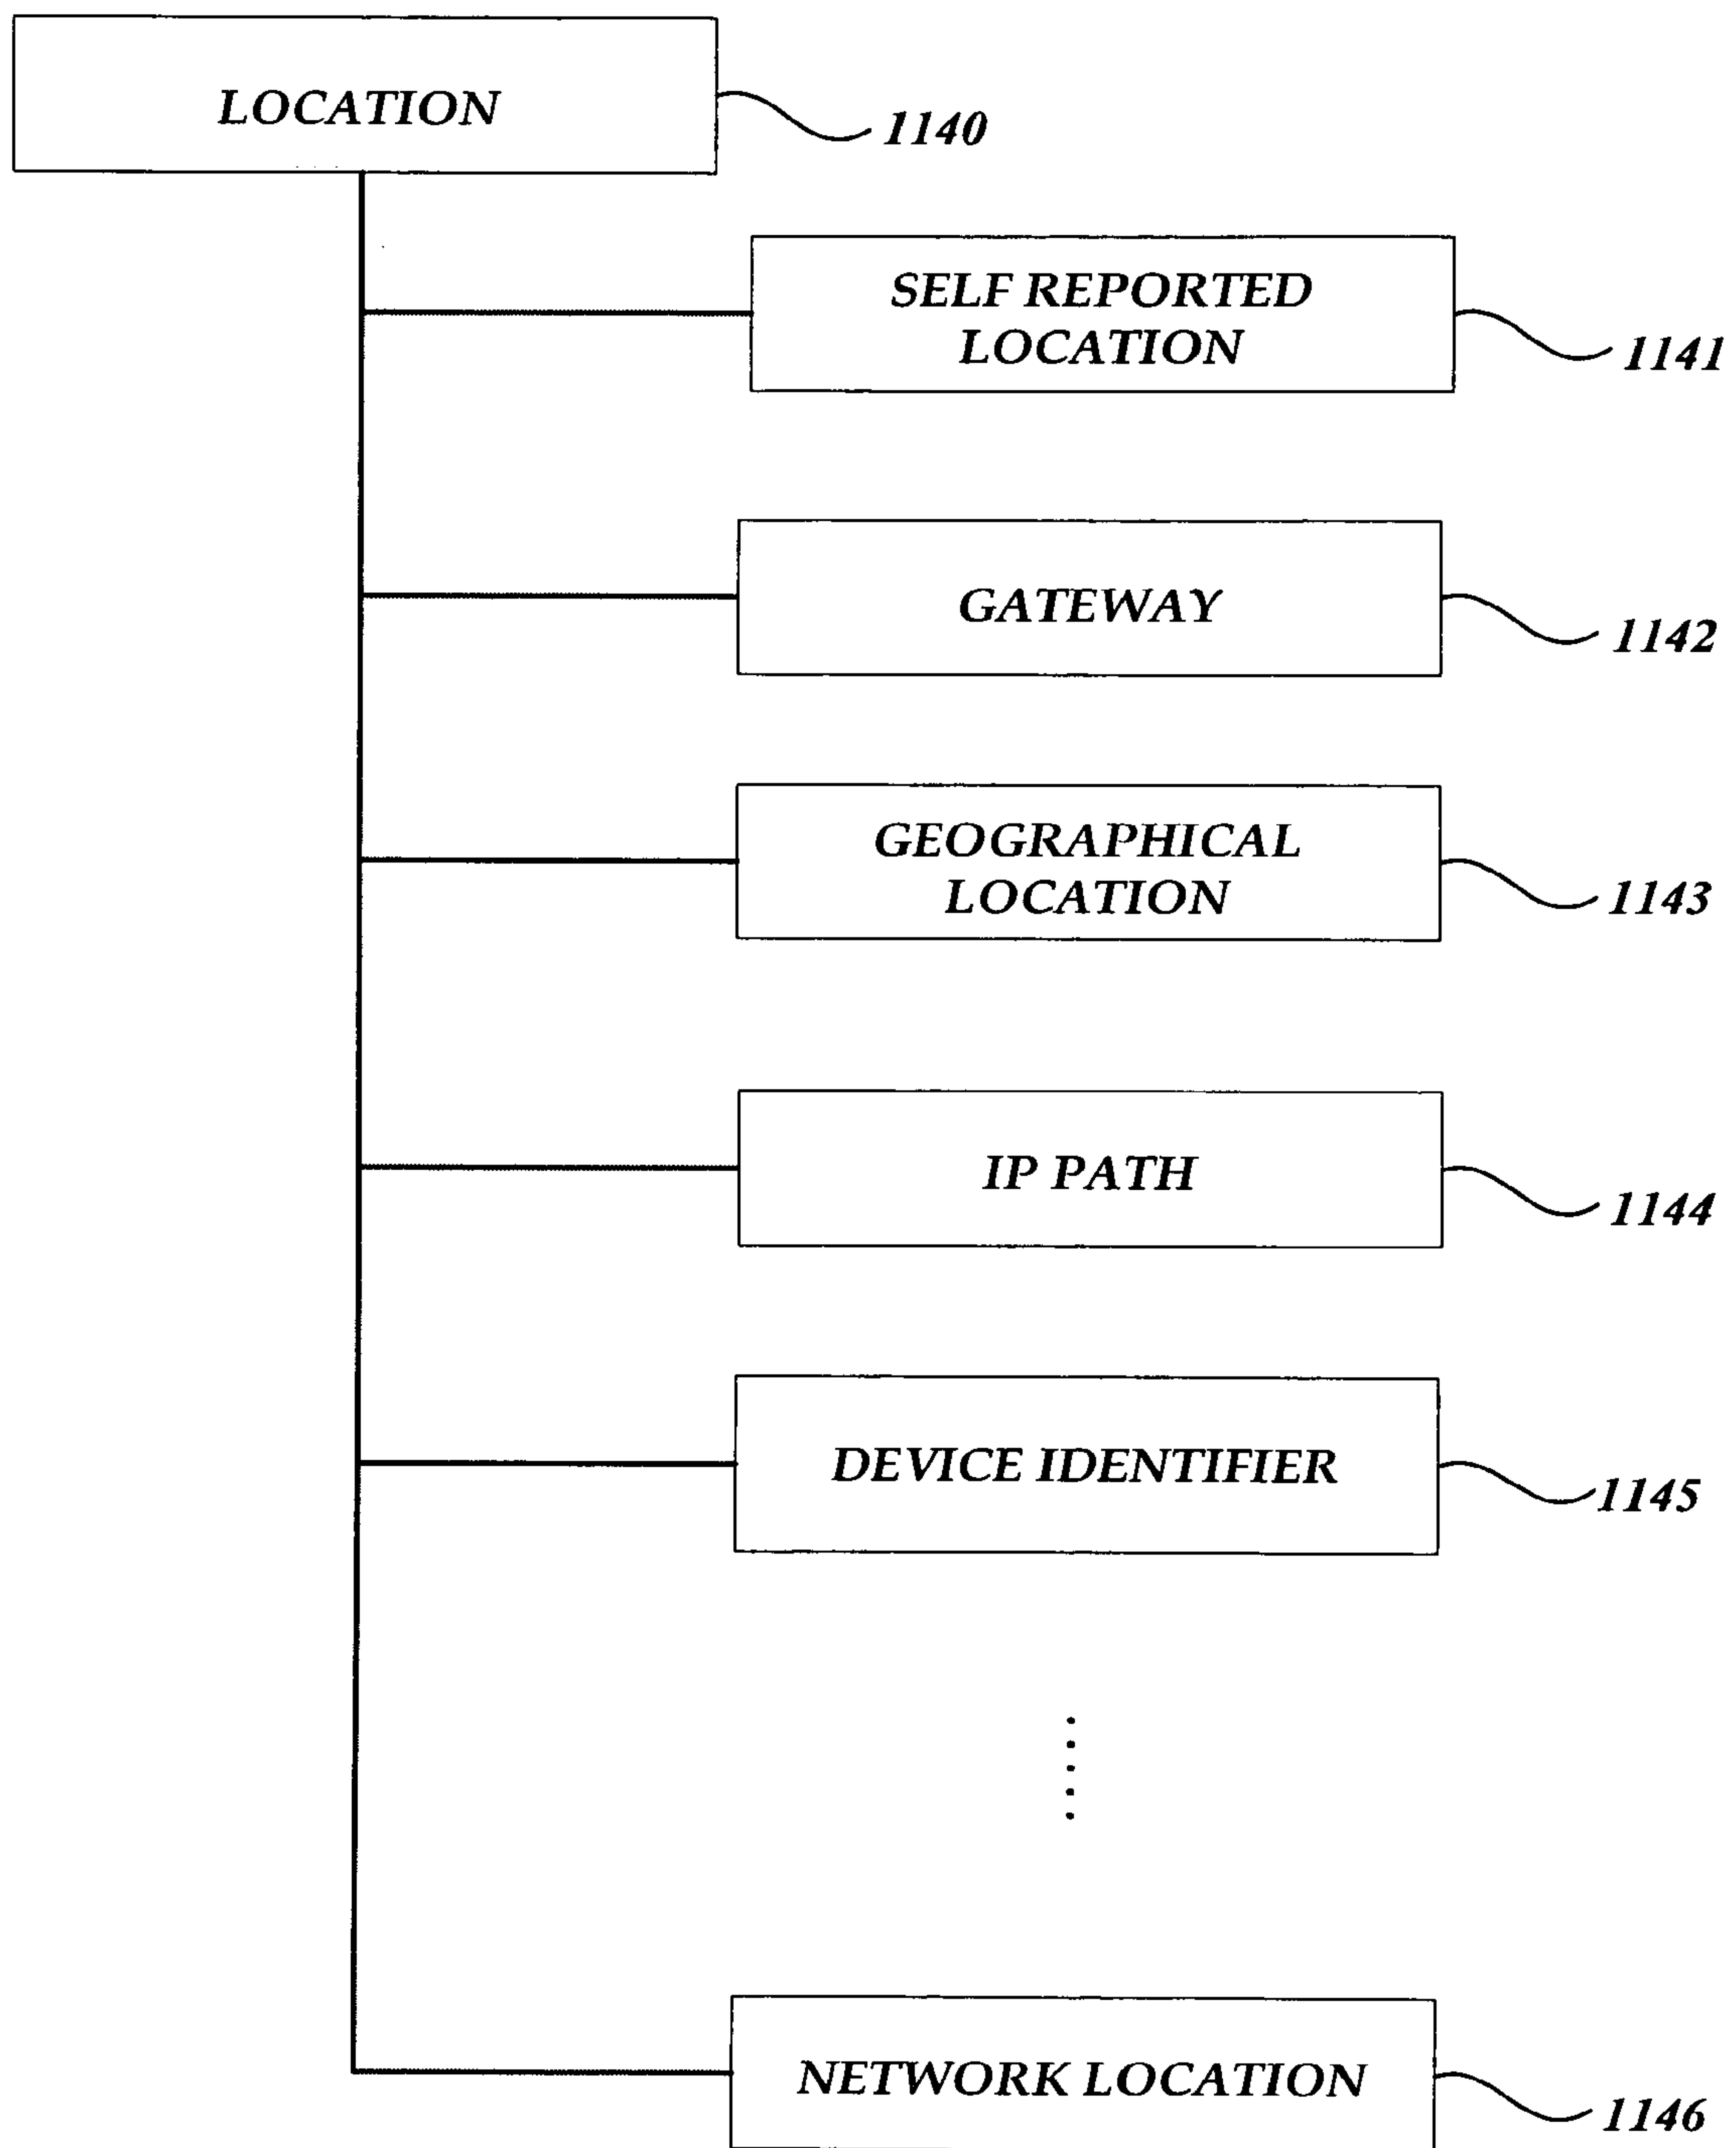 LOCATION
1140
SELF REPORTED
LOCATION
1141
GATEWAY
1142
GEOGRAPHICAL
LOCATION
1143
IP PATH
1144
DEVICE IDENTIFIER
1145
NETWORK LOCATION
1146